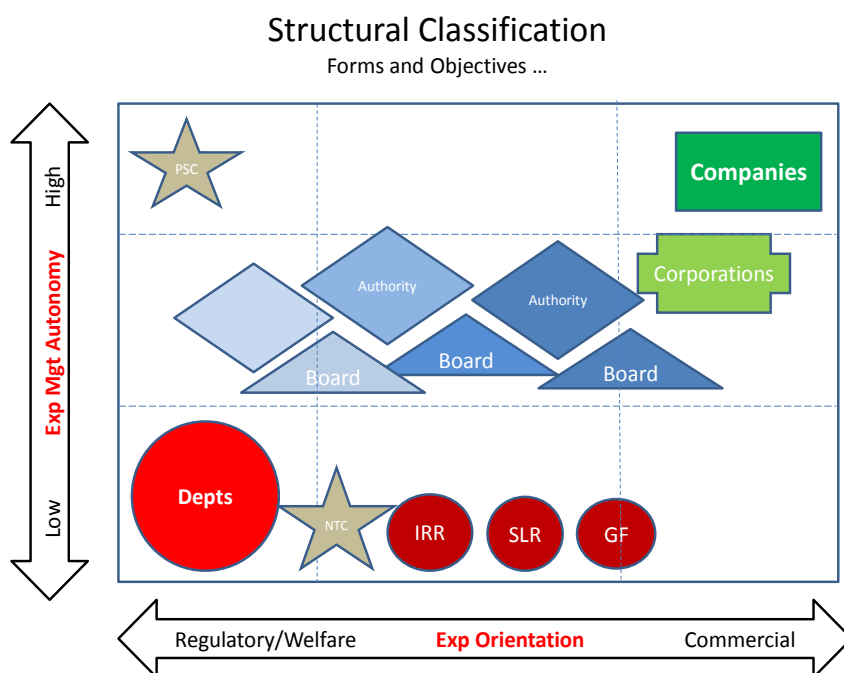 Structural Classification
Forms and Objectives ...
High
Exp Mgt Autonomy
Low
PSC
Companies
Corporations
Authority
Authority
Board
Board
Board
Depts
NTC
IRR
SLR
GF
Regulatory/Welfare
Exp Orientation
Commercial